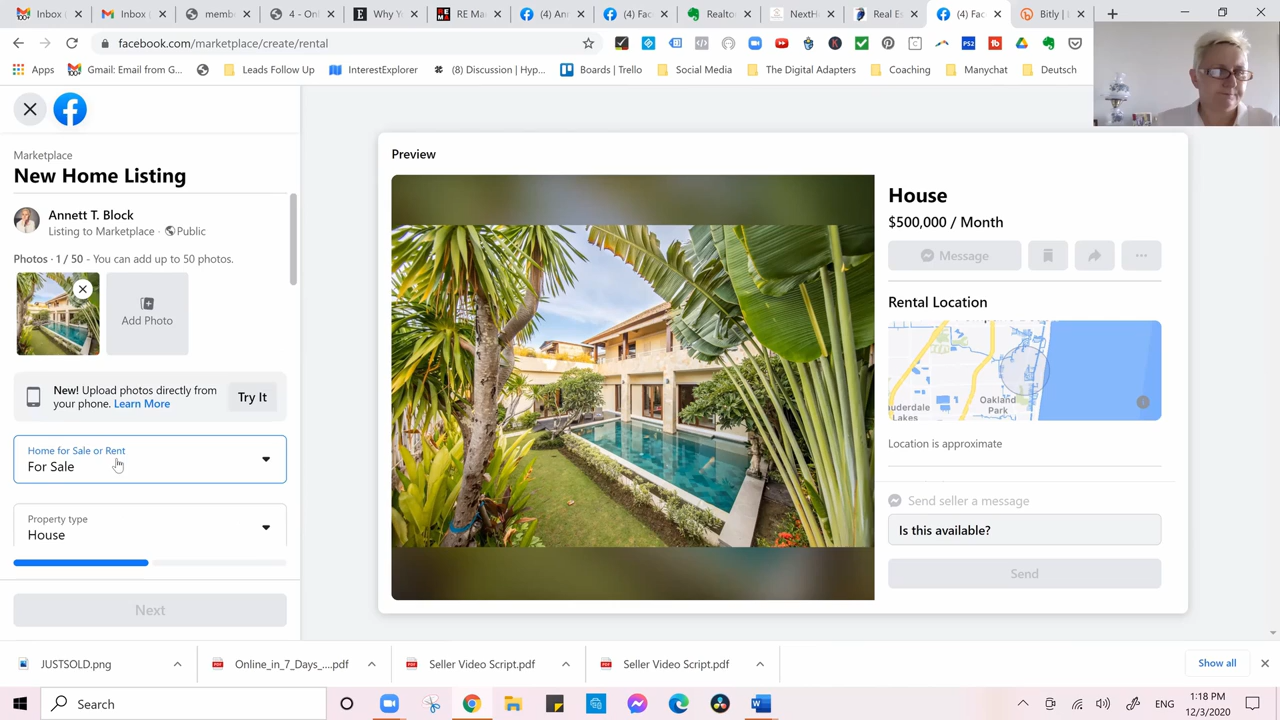 Inbox
Inbox
memb
4 - Onl
Why Y
RE Ma
(4) Ann
(4) Fac
Realto
NextH
Real Es
(4) Fac
Bitly |
facebook.com/marketplace/create/rental
Apps
Gmail: Email from G...
Leads Follow Up
InterestExplorer
(8) Discussion | Hyp...
Boards | Trello
Social Media
The Digital Adapters
Coaching
Manychat
Deutsch
Marketplace
New Home Listing
Annett T. Block
Listing to Marketplace · Public
Photos · 1 / 50 - You can add up to 50 photos.
Add Photo
New! Upload photos directly from
your phone. Learn More
Try It
Home for Sale or Rent
For Sale
Property type
House
Next
Preview
House
$500,000 / Month
Message
Rental Location
Oakland
Park
uderdale
Lakes
Location is approximate
Send seller a message
Is this available?
Send
JUSTSOLD.png
Online_in_7_Days_....pdf
Seller Video Script.pdf
Seller Video Script.pdf
Show all
Search
ENG
1:18 PM
12/3/2020